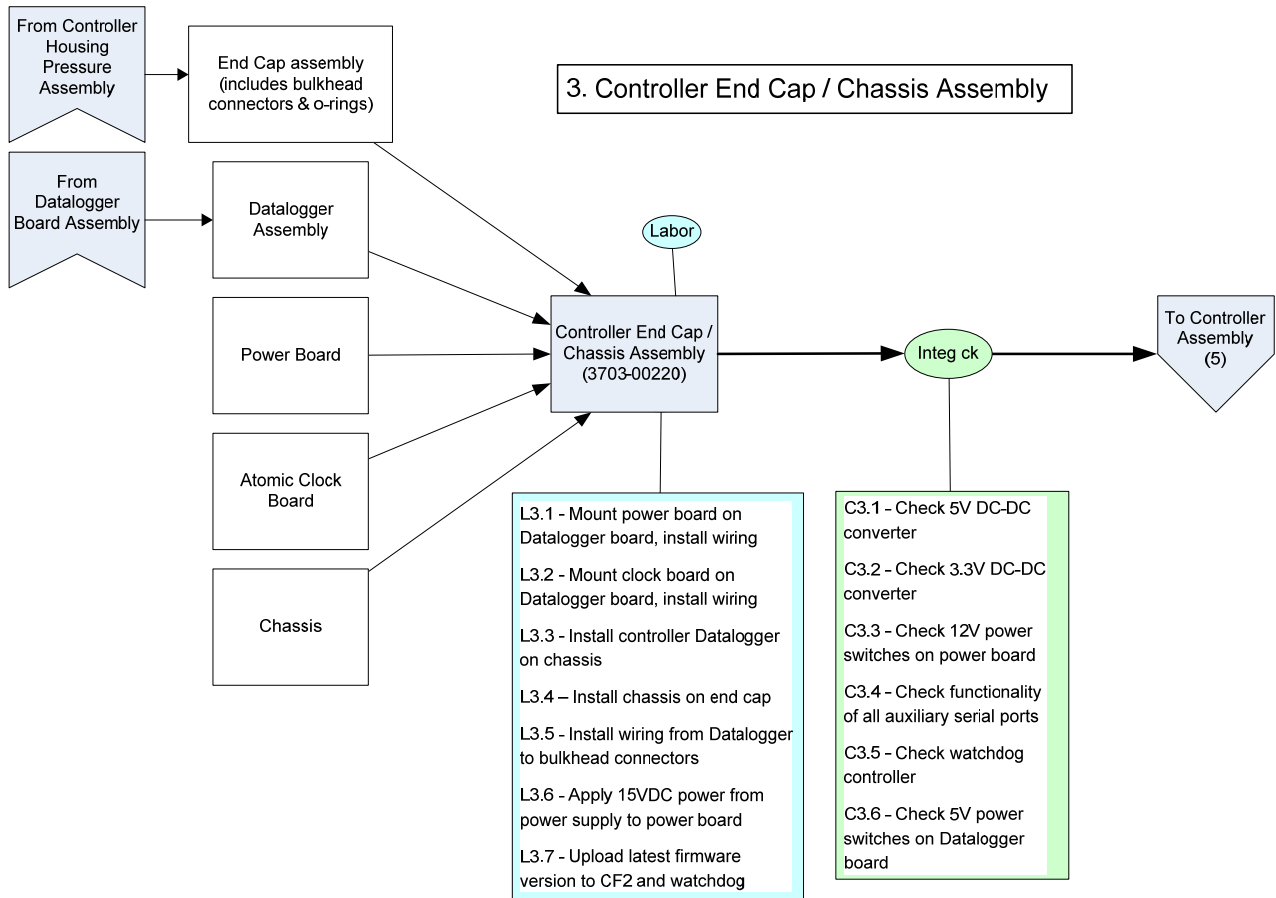 From Controller
Housing
Pressure
Assembly
End Cap assembly
(includes bulkhead
connectors & o-rings)
3. Controller End Cap / Chassis Assembly
From
Datalogger
Board Assembly
Datalogger
Assembly
Labor
Power Board
Controller End Cap /
Chassis Assembly
(3703-00220)
Integ ck
To Controller
Assembly
(5)
Atomic Clock
Board
Chassis
L3.1 - Mount power board on
Datalogger board, install wiring
L3.2 - Mount clock board on
Datalogger board, install wiring
L3.3 - Install controller Datalogger
on chassis
L3.4 – Install chassis on end cap
L3.5 - Install wiring from Datalogger
to bulkhead connectors
L3.6 - Apply 15VDC power from
power supply to power board
L3.7 - Upload latest firmware
version to CF2 and watchdog
C3.1 - Check 5V DC-DC
converter
C3.2 - Check 3.3V DC-DC
converter
C3.3 - Check 12V power
switches on power board
C3.4 - Check functionality
of all auxiliary serial ports
C3.5 - Check watchdog
controller
C3.6 - Check 5V power
switches on Datalogger
board